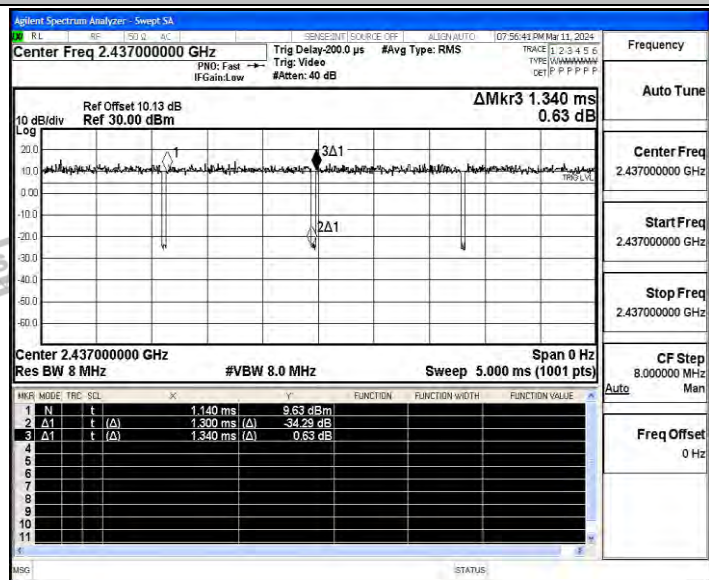 Agilent Spectrum Analyzer - Swept SA
RL RF 50 Ω AC SENSE:INT SOURCE OFF ALIGN AUTO 07:56:41 PM Mar 11, 2024
Center Freq 2.437000000 GHz
PNO: Fast
IFGain:Low
Trig Delay-200.0 µs
Trig: Video
#Atten: 40 dB
#Avg Type: RMS
TRACE 1 2 3 4 5 6
TYPE WWWWWW
DET P P P P P P
Frequency
Auto Tune
Center Freq
2.437000000 GHz
Start Freq
2.437000000 GHz
Stop Freq
2.437000000 GHz
CF Step
8.000000 MHz
Auto Man
Freq Offset
0 Hz
ΔMkr3 1.340 ms
0.63 dB
Ref Offset 10.13 dB
10 dB/div Ref 30.00 dBm
Log
20.0
10.0
0.00
-10.0
-20.0
-30.0
-40.0
-50.0
-60.0
1
3Δ1
2Δ1
TRIG LVL
Center 2.437000000 GHz Span 0 Hz
Res BW 8 MHz #VBW 8.0 MHz Sweep 5.000 ms (1001 pts)
MKR MODE TRC SCL X Y FUNCTION FUNCTION WIDTH FUNCTION VALUE
1 N t 1.140 ms 9.63 dBm
2 Δ1 t (Δ) 1.300 ms (Δ) -34.29 dB
3 Δ1 t (Δ) 1.340 ms (Δ) 0.63 dB
4
5
6
7
8
9
10
11
MSG STATUS